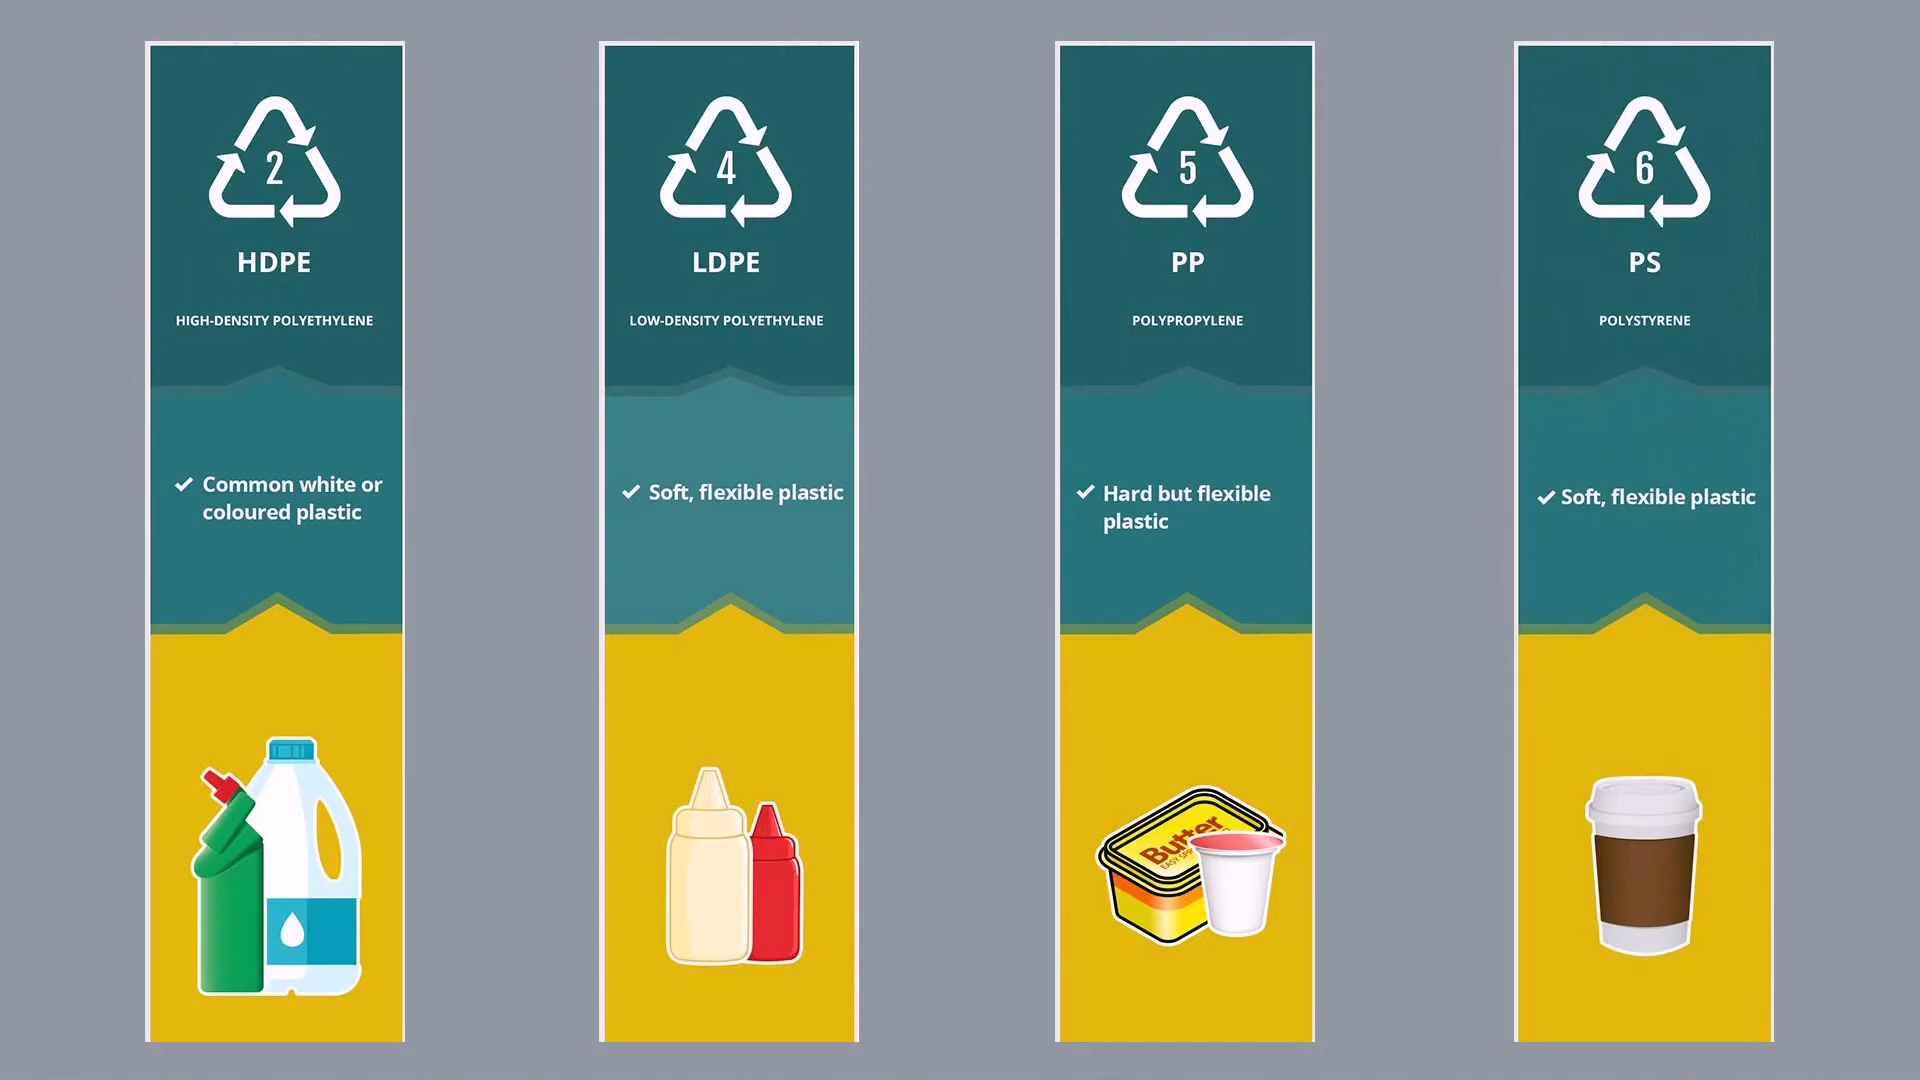 2
HDPE
HIGH-DENSITY POLYETHYLENE
✓ Common white or
coloured plastic
4
LDPE
LOW-DENSITY POLYETHYLENE
✓ Soft, flexible plastic
5
PP
POLYPROPYLENE
✓ Hard but flexible
plastic
Butter
EASY
6
PS
POLYSTYRENE
✓ Soft, flexible plastic